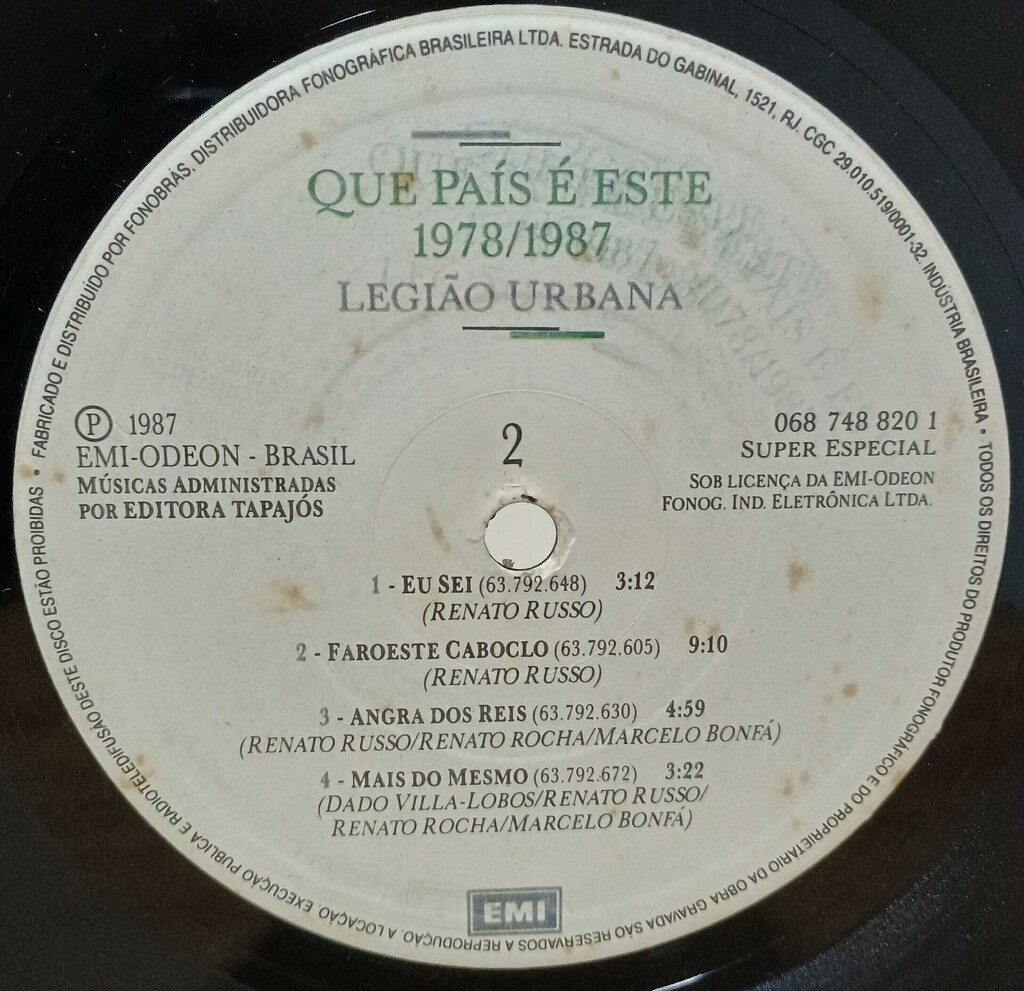 QUE PAÍS É ESTE
1978/1987
LEGIÃO URBANA
Ⓟ 1987
EMI-ODEON - BRASIL
MÚSICAS ADMINISTRADAS
POR EDITORA TAPAJÓS
2
068 748 820 1
SUPER ESPECIAL
SOB LICENÇA DA EMI-ODEON
FONOG. IND. ELETRÔNICA LTDA.
1 - EU SEI (63.792.648) 3:12
(RENATO RUSSO)
2 - FAROESTE CABOCLO (63.792.605) 9:10
(RENATO RUSSO)
3 - ANGRA DOS REIS (63.792.630) 4:59
(RENATO RUSSO/RENATO ROCHA/MARCELO BONFÁ)
4 - MAIS DO MESMO (63.792.672) 3:22
(DADO VILLA-LOBOS/RENATO RUSSO/
RENATO ROCHA/MARCELO BONFÁ)
EMI
FABRICADO E DISTRIBUÍDO POR FONOBRÁS. DISTRIBUIDORA FONOGRÁFICA BRASILEIRA LTDA. ESTRADA DO GABINAL, 1521, RJ. CGC 29.010.519/0001-32. INDÚSTRIA BRASILEIRA • TODOS OS DIREITOS DO PRODUTOR FONOGRÁFICO E DO PROPRIETÁRIO DA OBRA GRAVADA SÃO RESERVADOS A REPRODUÇÃO. A LOCAÇÃO. EXECUÇÃO PUBLICA E RADIOTELEDIFUSÃO DESTE DISCO ESTÃO PROIBIDAS •